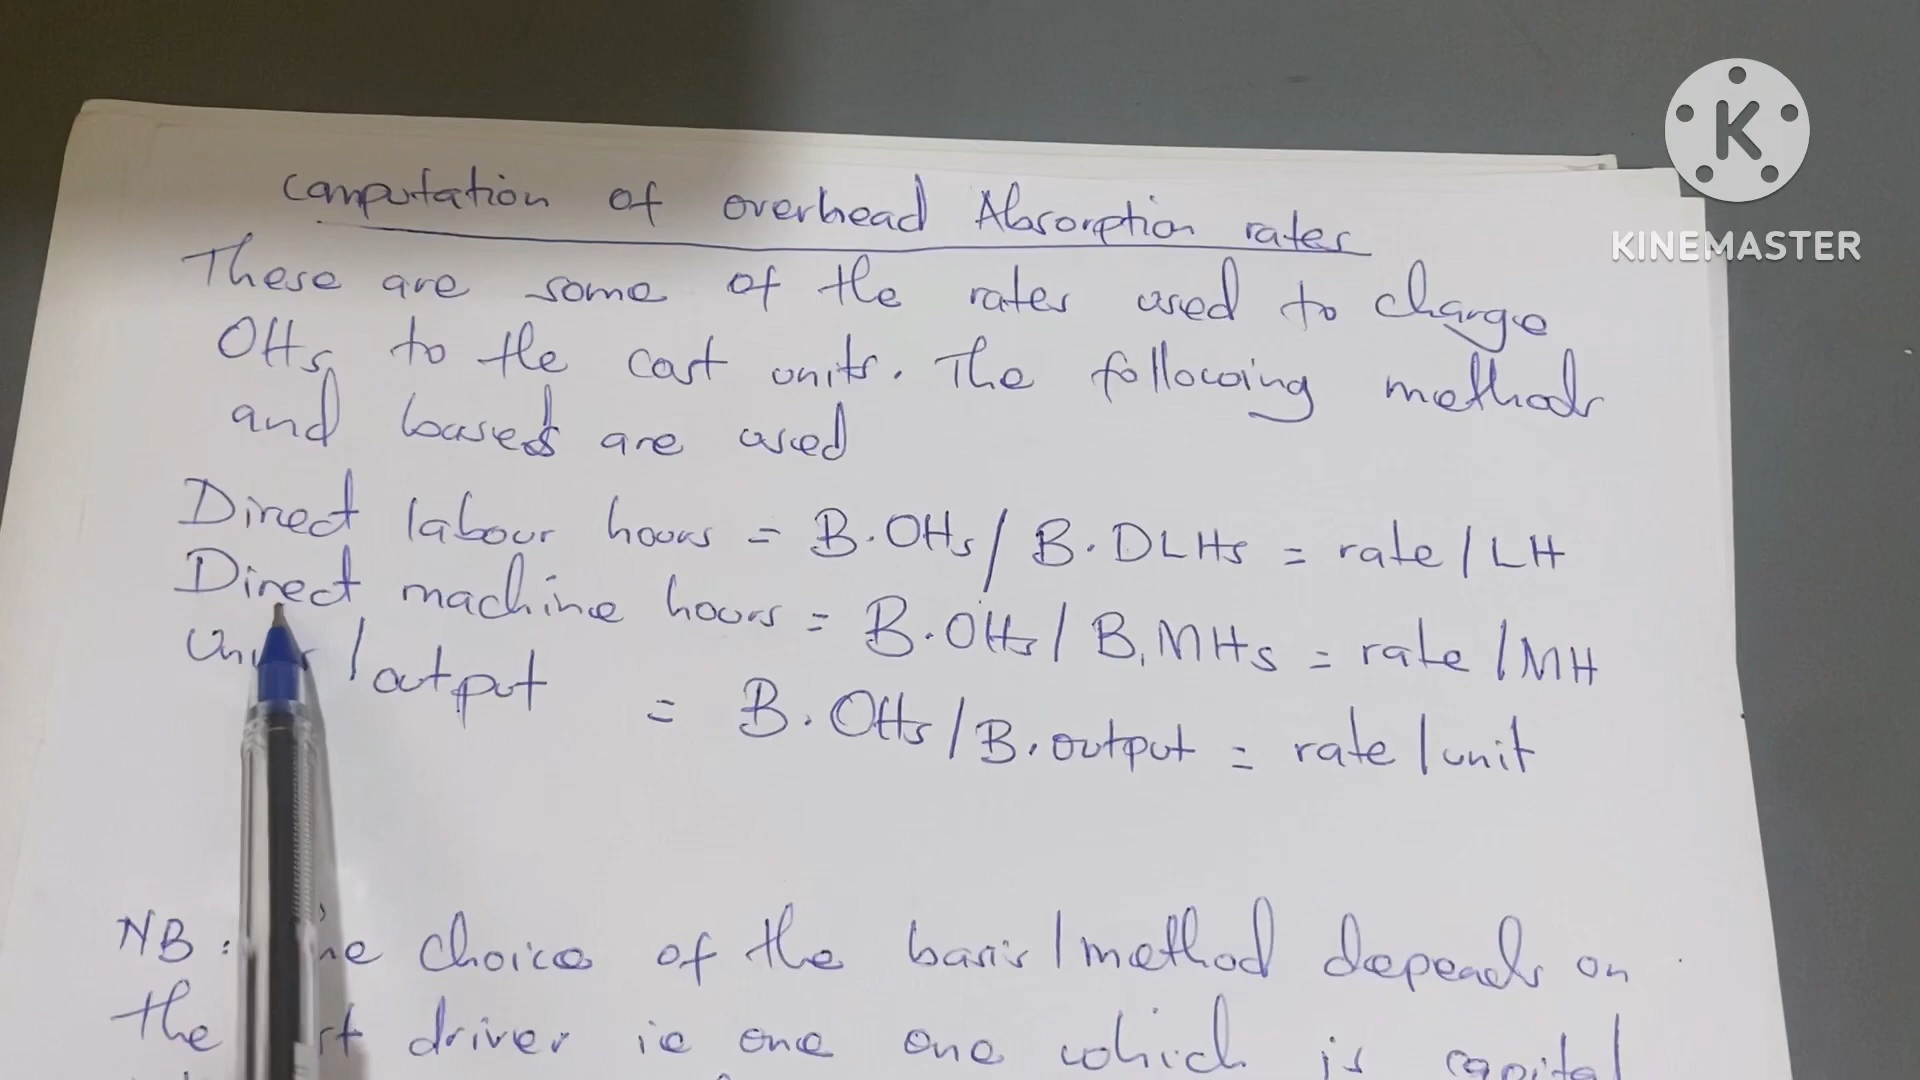 K
KINEMASTER
Computation of overhead Absorption rates
These are some of the rates used to charge
OHs to the cost units. The following methods
and bases are used
Direct labour hours = B.OHs/ B.DLHs = rate/LH
Direct machine hours = B.OHs/ B.MHs = rate/MH
/output = B.OHs/B.output = rate/unit
NB: choice of the basis/method depends on
the driver ie one one which is capital